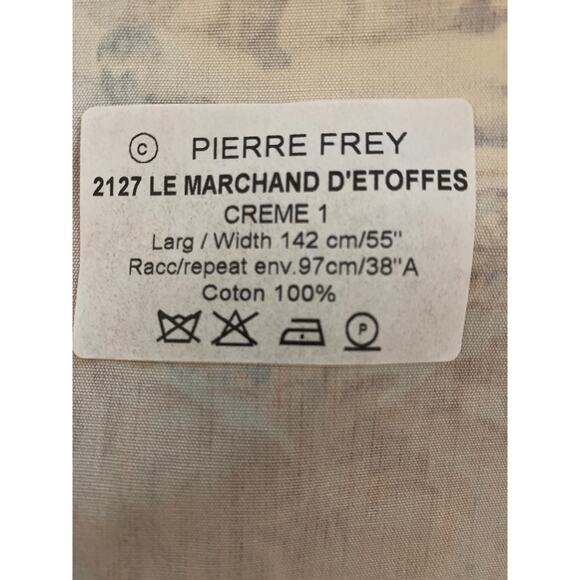 © PIERRE FREY
2127 LE MARCHAND D'ETOFFES
CREME 1
Larg / Width 142 cm/55"
Racc/repeat env.97cm/38"A
Coton 100%
P